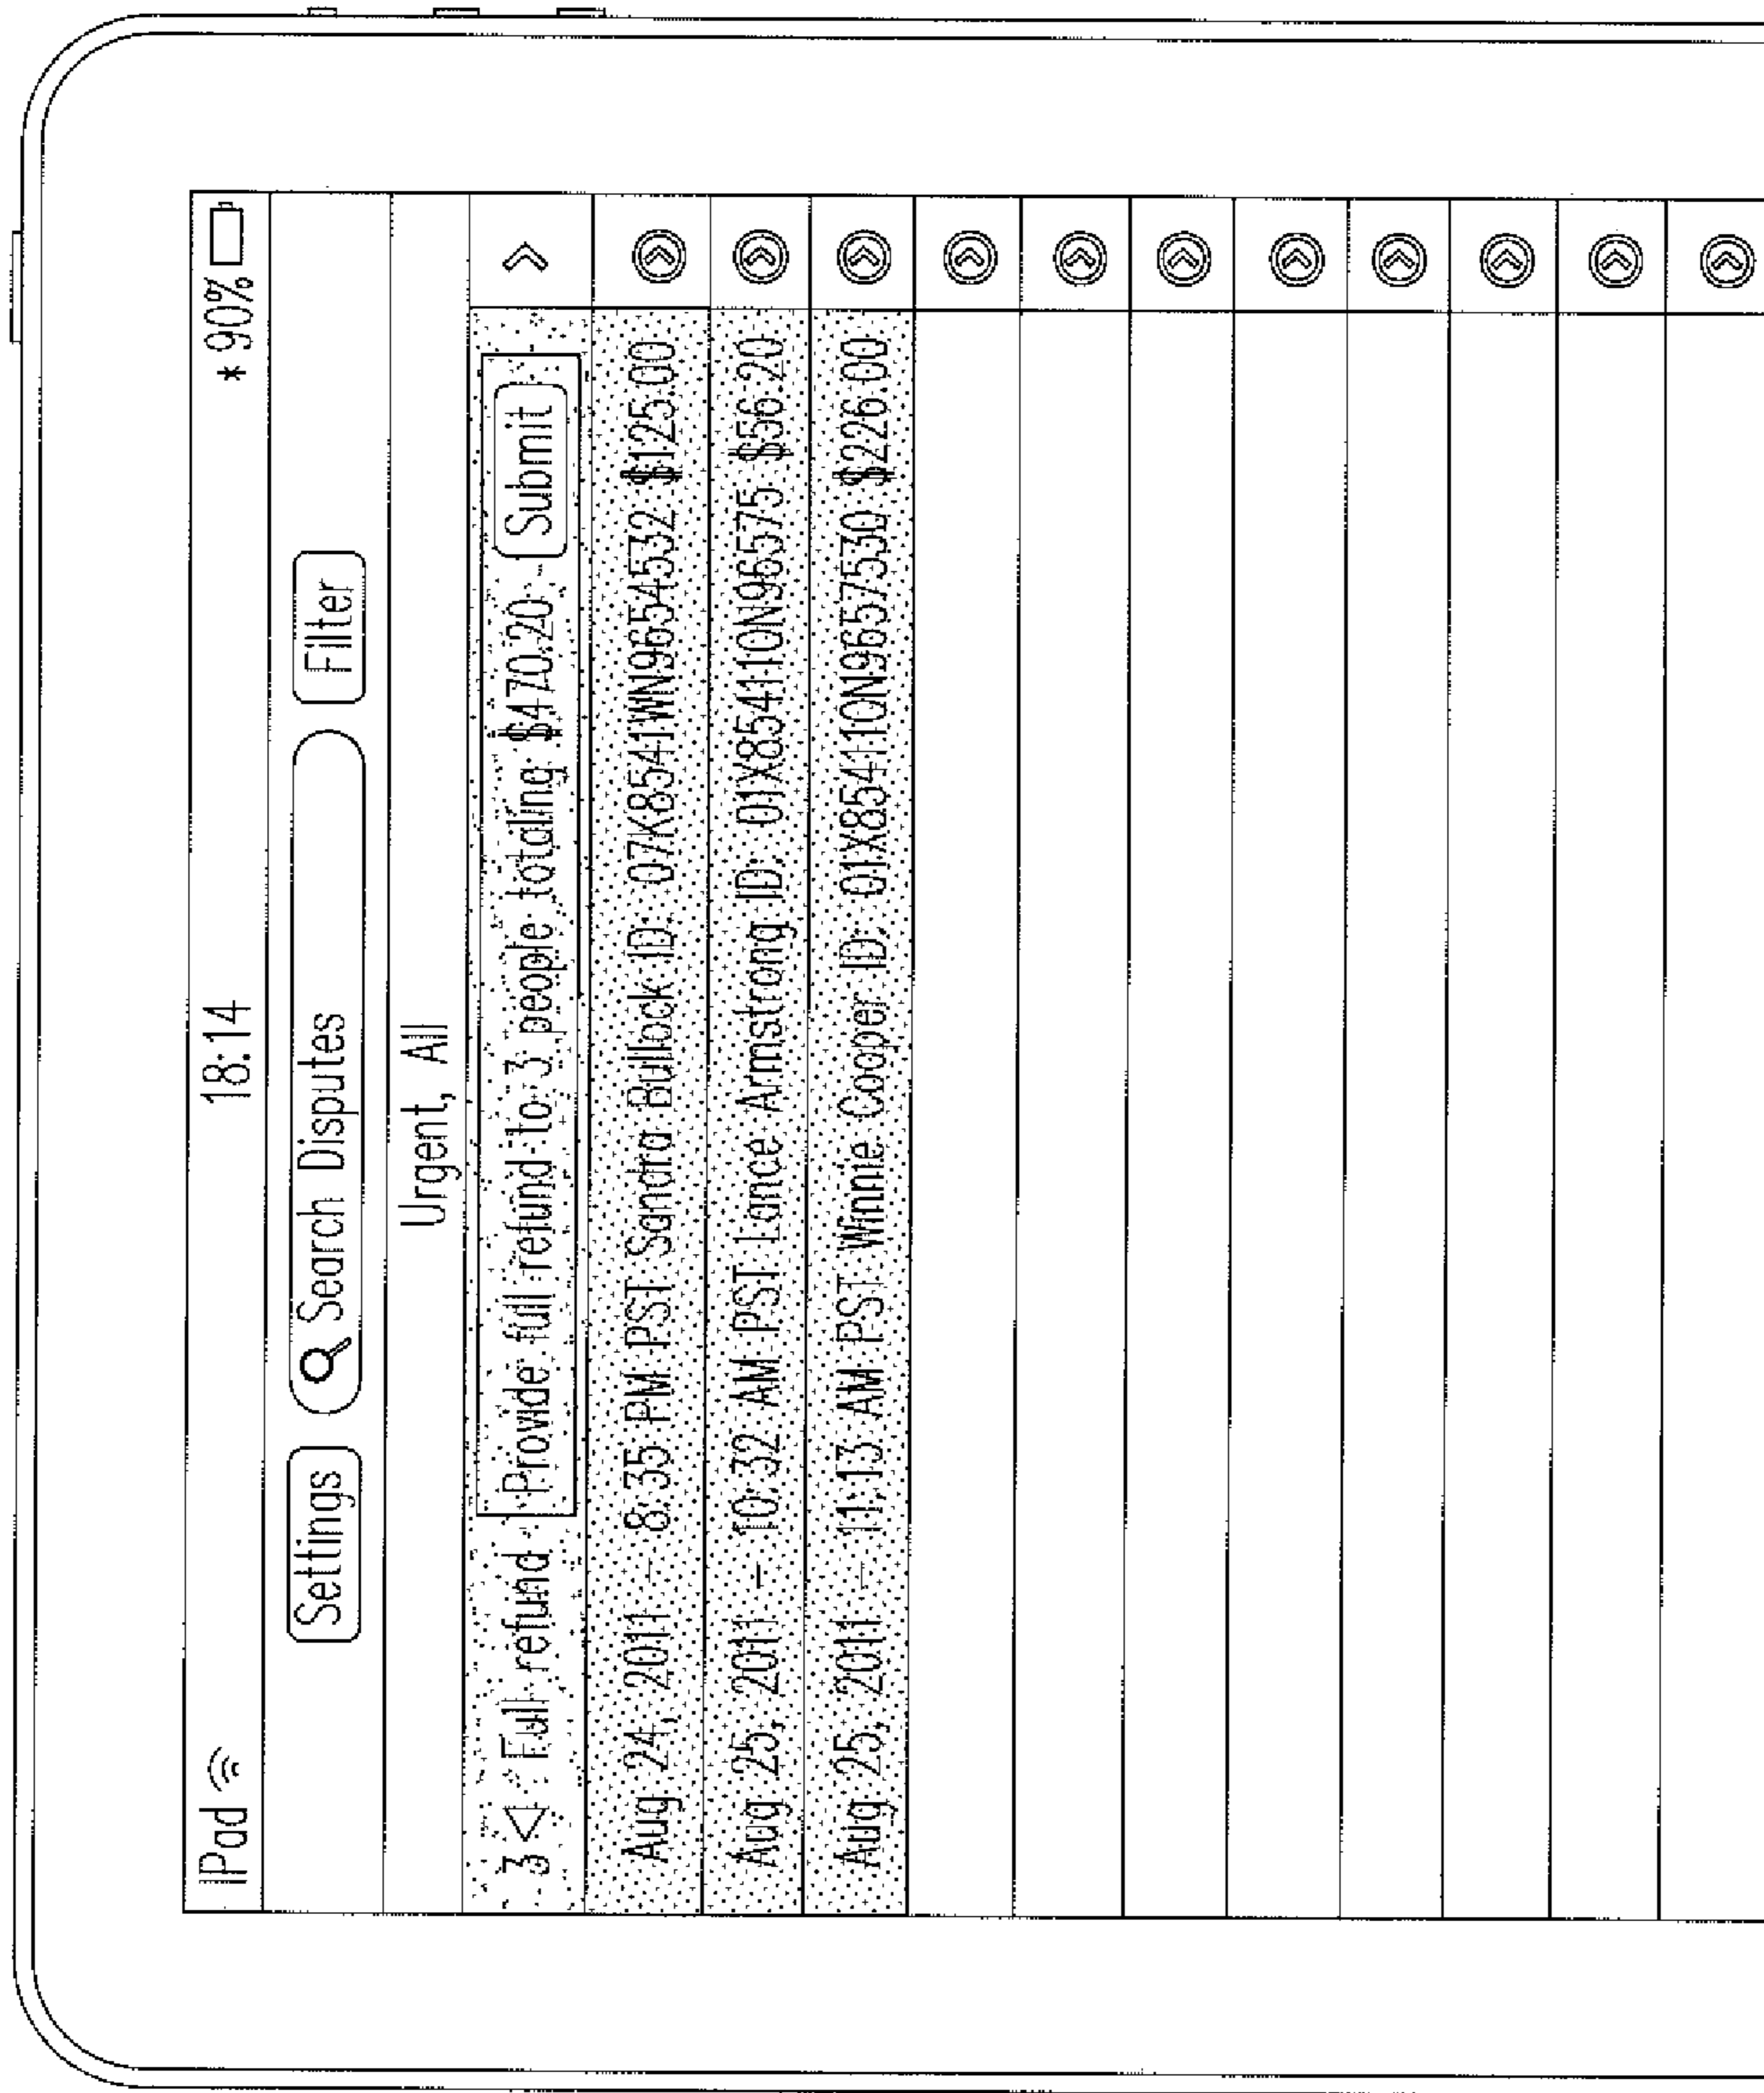 IPad 18:14 * 90%
Settings Search Disputes Filter
Urgent, All
3 Full refund Provide full refund to 3 people totaling $470.20 Submit
Aug 24, 2011 - 8:35 PM PST Sandra Bullock ID: 07K8541WN9654532 $125.00
Aug 25, 2011 - 10:32 AM PST Lance Armstrong ID: 01X85411ON96575 $56.20
Aug 25, 2011 - 11:13 AM PST Winnie Cooper ID: 01X85411ON9657530 $226.00